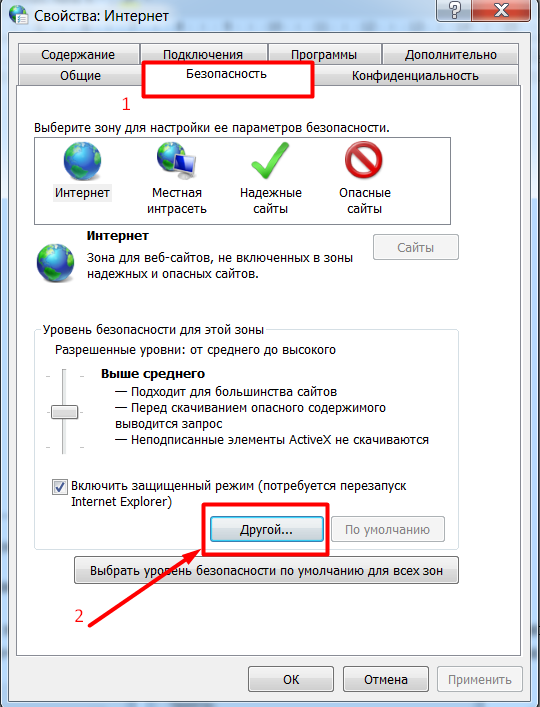 Свойства: Интернет
Содержание Подключения Программы Дополнительно
Общие Безопасность Конфиденциальность
1
Выберите зону для настройки ее параметров безопасности.
Интернет Местная интрасеть Надежные сайты Опасные сайты
Интернет
Сайты
Зона для веб-сайтов, не включенных в зоны
надежных и опасных сайтов.
Уровень безопасности для этой зоны
Разрешенные уровни: от среднего до высокого
Выше среднего
— Подходит для большинства сайтов
— Перед скачиванием опасного содержимого
выводится запрос
— Неподписанные элементы ActiveX не скачиваются
Включить защищенный режим (потребуется перезапуск
Internet Explorer)
Другой... По умолчанию
Выбрать уровень безопасности по умолчанию для всех зон
2
ОК Отмена Применить